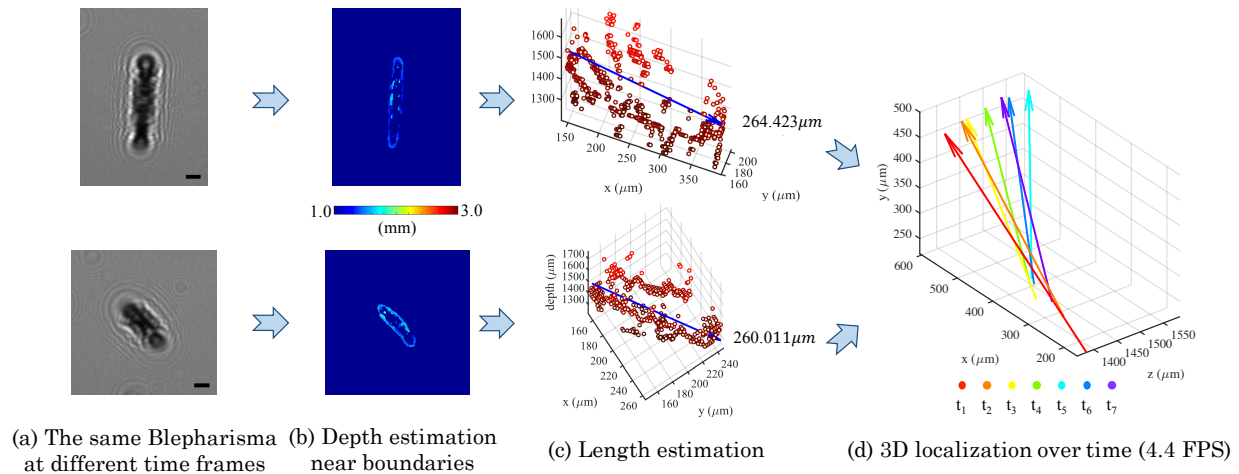 1.0
3.0
(mm)
1600
1500
1400
1300
150
200
250
300
350
x (μm)
200
180
160
y (μm)
264.423μm
depth (μm)
1700
1600
1500
1400
1300
160
180
200
220
240
260
x (μm)
240
220
200
180
160
y (μm)
260.011μm
500
450
400
350
300
250
y (μm)
600
500
400
300
200
x (μm)
1400
1450
1500
1550
z (μm)
t1 t2 t3 t4 t5 t6 t7
(a) The same Blepharisma
at different time frames
(b) Depth estimation
near boundaries
(c) Length estimation
(d) 3D localization over time (4.4 FPS)